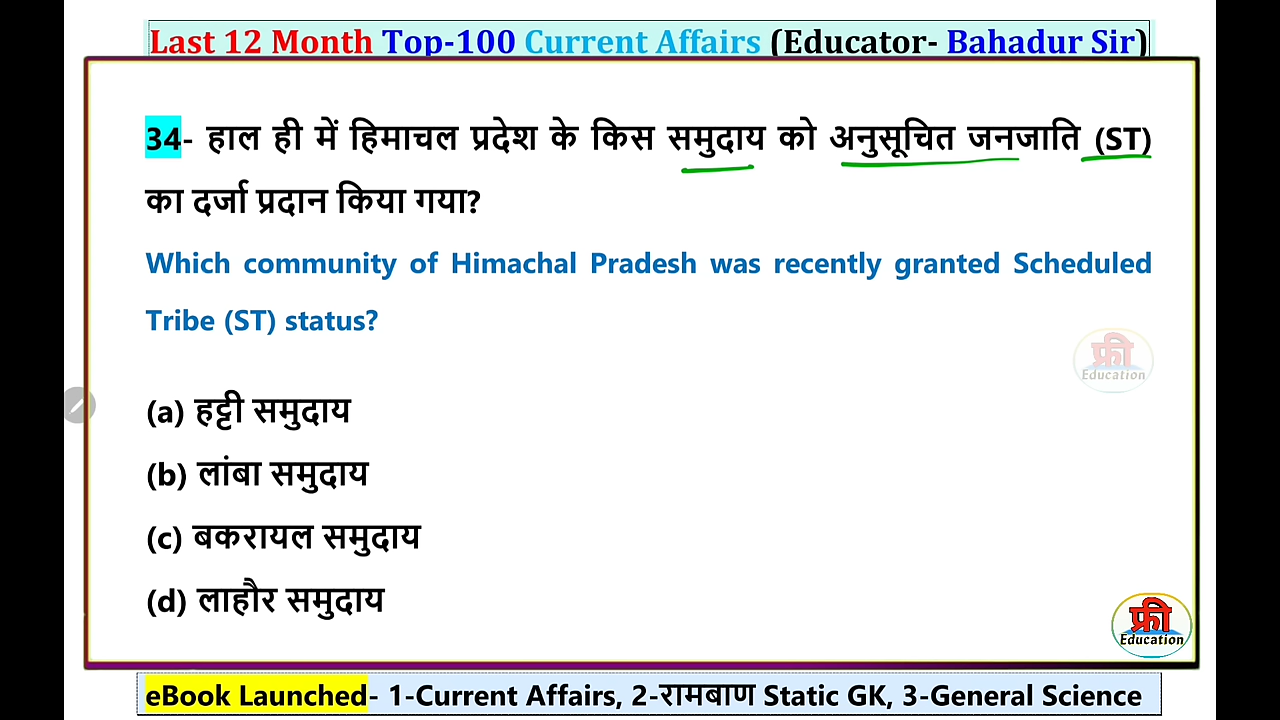 Last 12 Month Top-100 Current Affairs (Educator- Bahadur Sir)
34- हाल ही में हिमाचल प्रदेश के किस समुदाय को अनुसूचित जनजाति (ST)
का दर्जा प्रदान किया गया?
Which community of Himachal Pradesh was recently granted Scheduled
Tribe (ST) status?
फ्री
Education
(a) हट्टी समुदाय
(b) लांबा समुदाय
(c) बकरायल समुदाय
(d) लाहौर समुदाय
फ्री
Education
eBook Launched- 1-Current Affairs, 2-रामबाण Static GK, 3-General Science